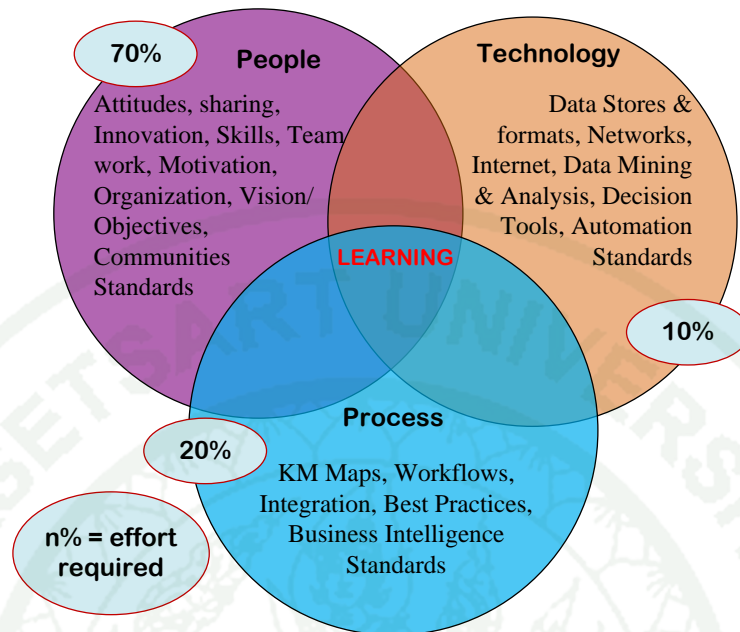 70%
People
Attitudes, sharing,
Innovation, Skills, Team
work, Motivation,
Organization, Vision/
Objectives,
Communities
Standards
Technology
Data Stores &
formats, Networks,
Internet, Data Mining
& Analysis, Decision
Tools, Automation
Standards
LEARNING
10%
Process
20%
KM Maps, Workflows,
Integration, Best Practices,
Business Intelligence
Standards
n% = effort
required